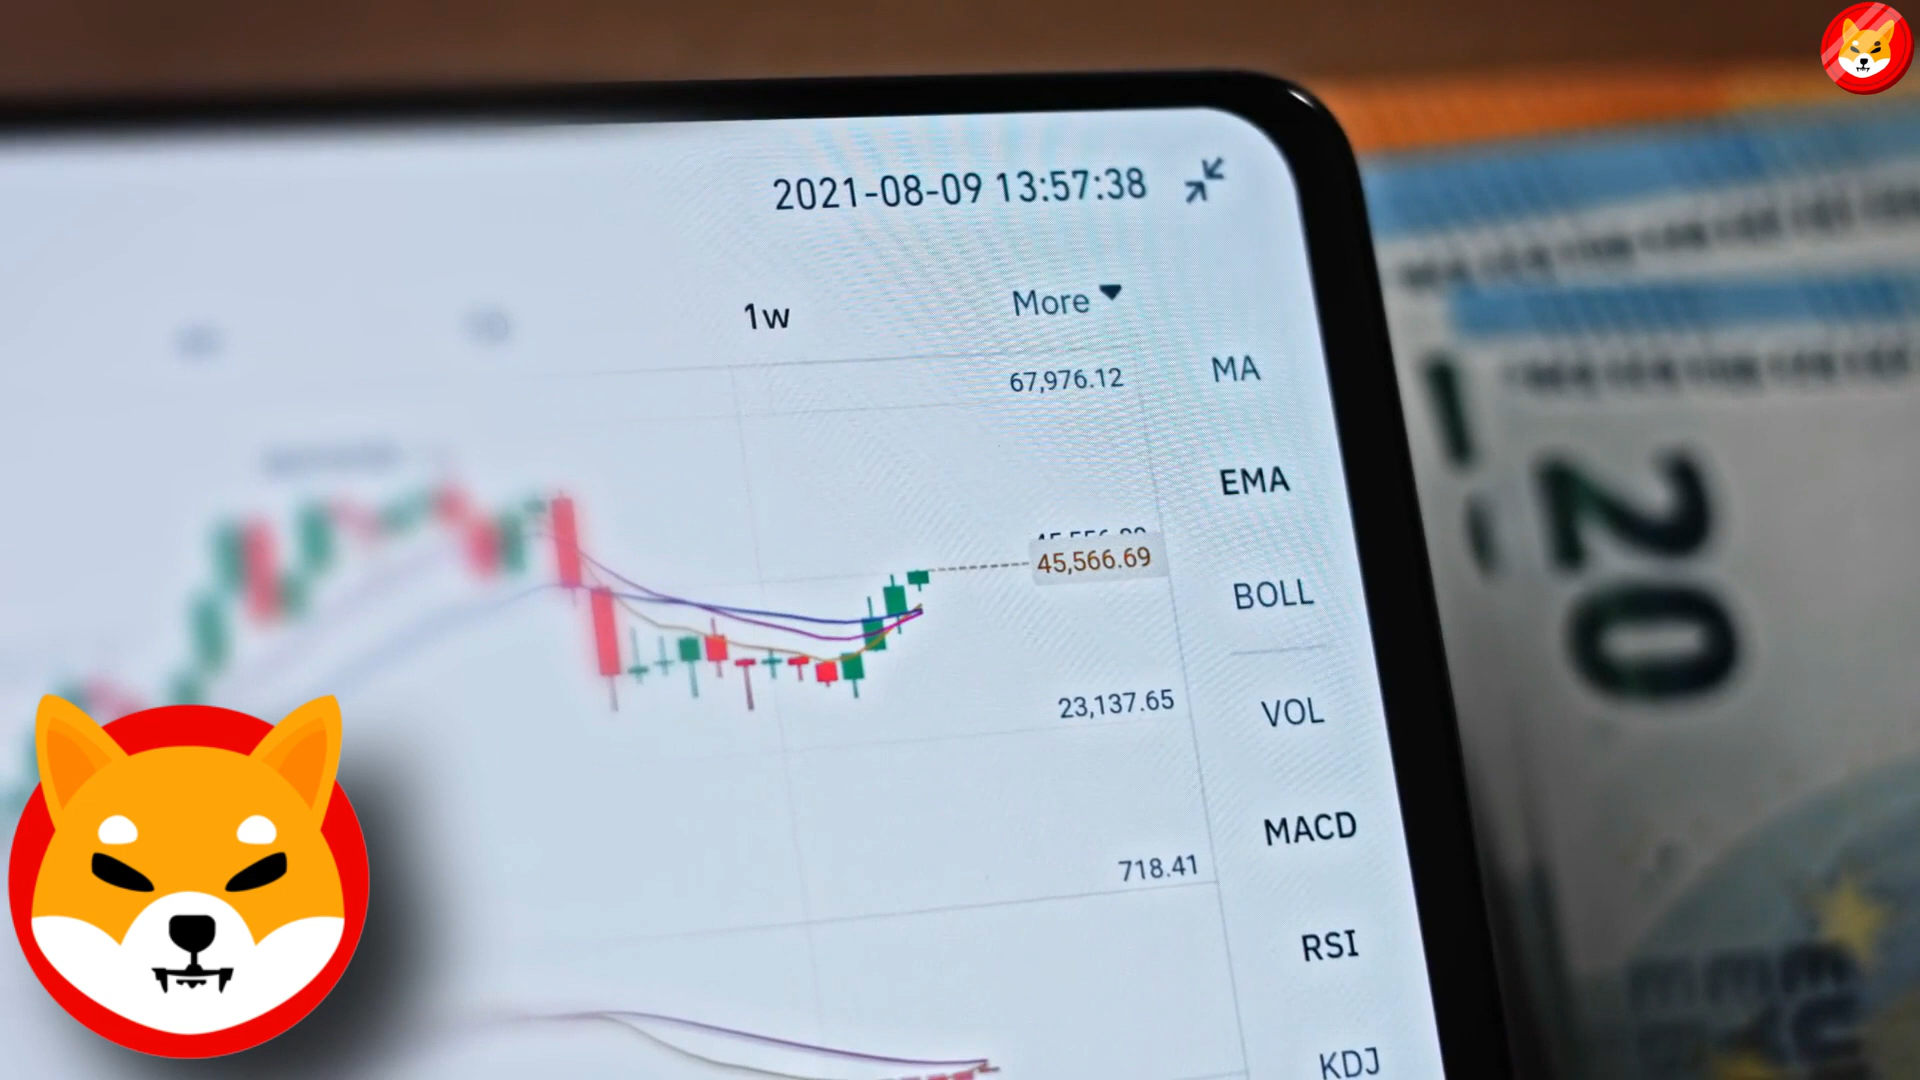 2021-08-09 13:57:38
1w
More
67,976.12
MA
EMA
45,566.69
BOLL
23,137.65
VOL
718.41
MACD
RSI
KDJ
20